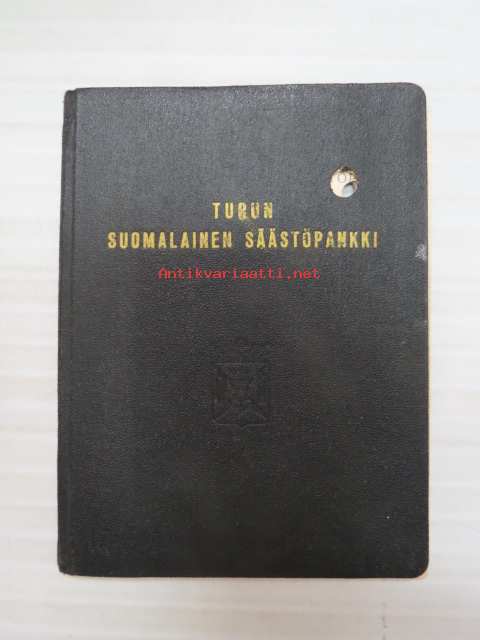 TURUN
SUOMALAINEN SÄÄSTÖPANKKI
Antikvariaatti.net